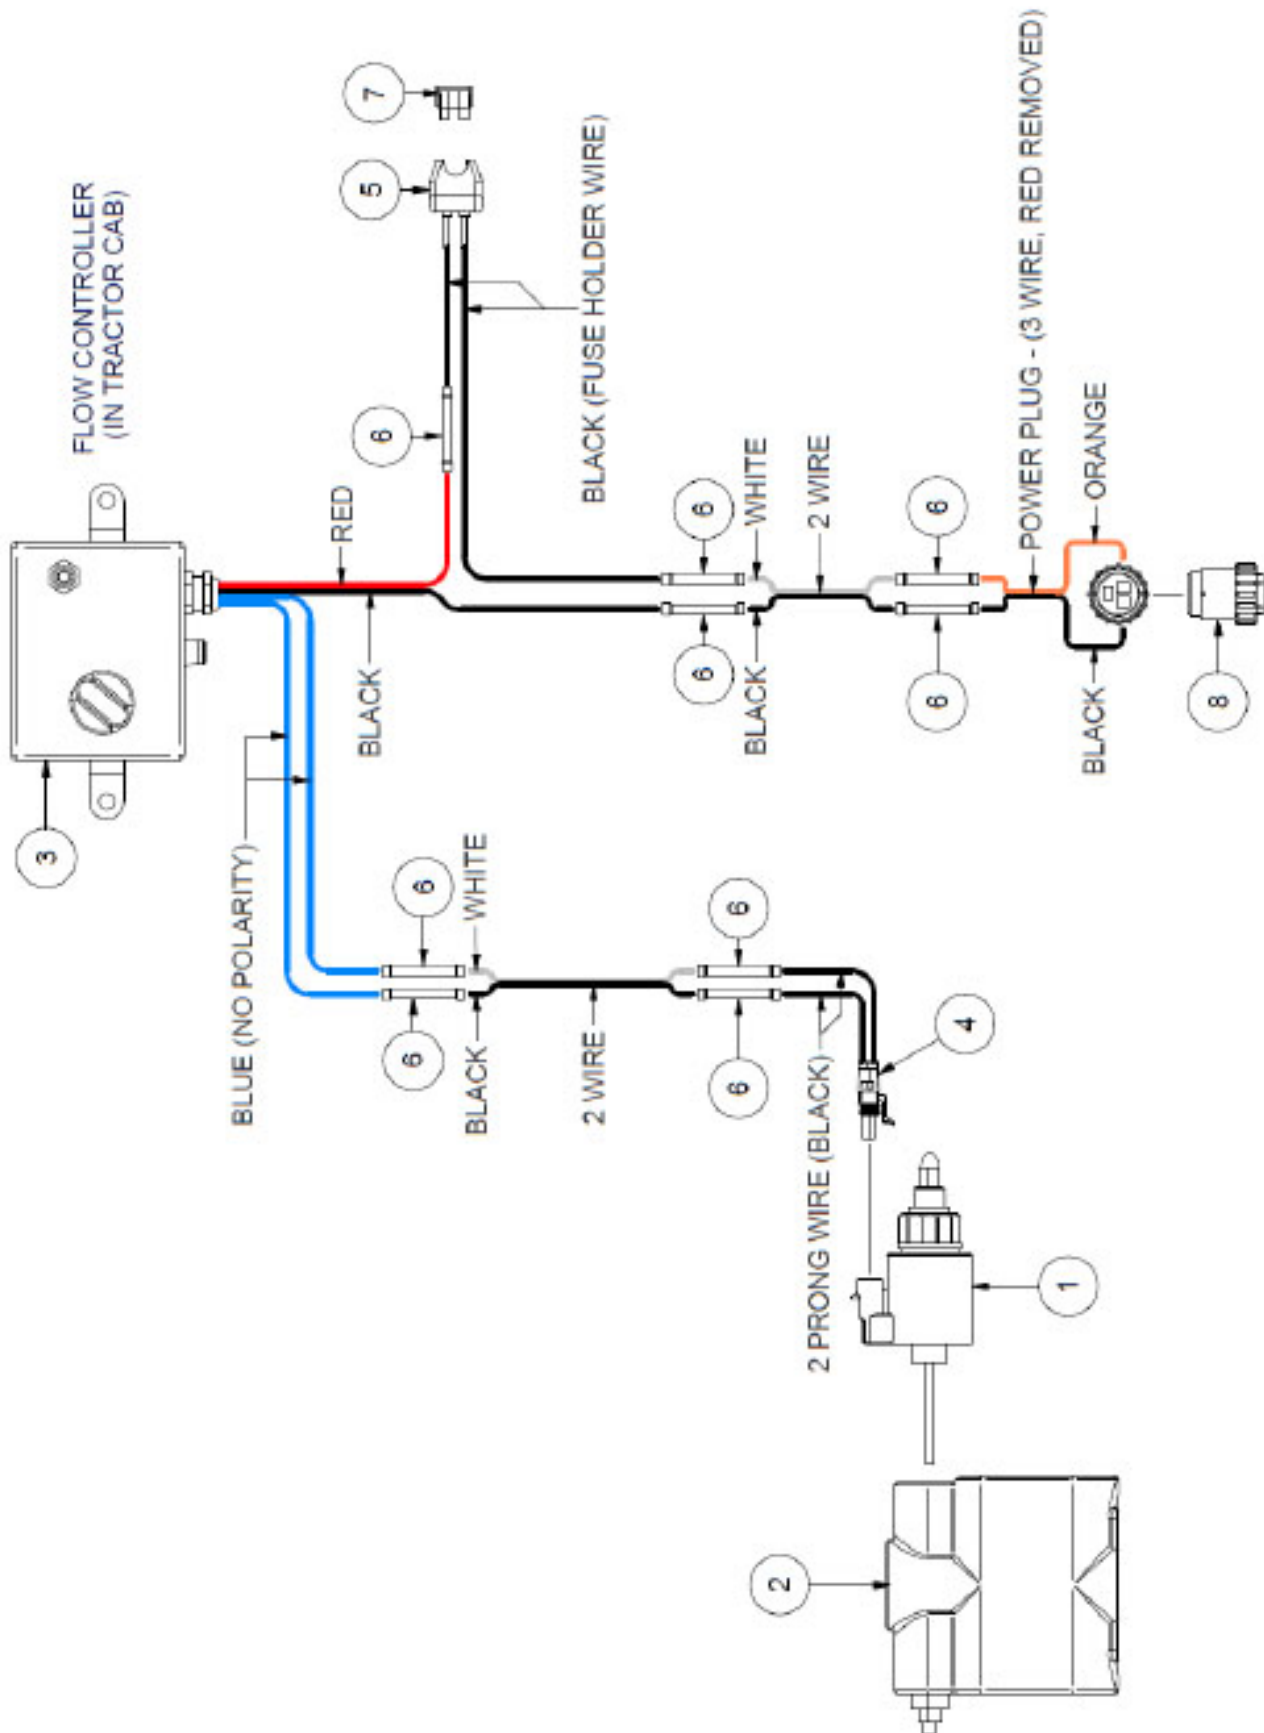 FLOW CONTROLLER
(IN TRACTOR CAB)
7
5
3
RED
BLACK
6
BLACK (FUSE HOLDER WIRE)
BLUE (NO POLARITY)
6
6
WHITE
BLACK
2 WIRE
6
6
2 PRONG WIRE (BLACK)
4
1
2
6
6
WHITE
BLACK
2 WIRE
6
6
POWER PLUG - (3 WIRE, RED REMOVED)
ORANGE
BLACK
8